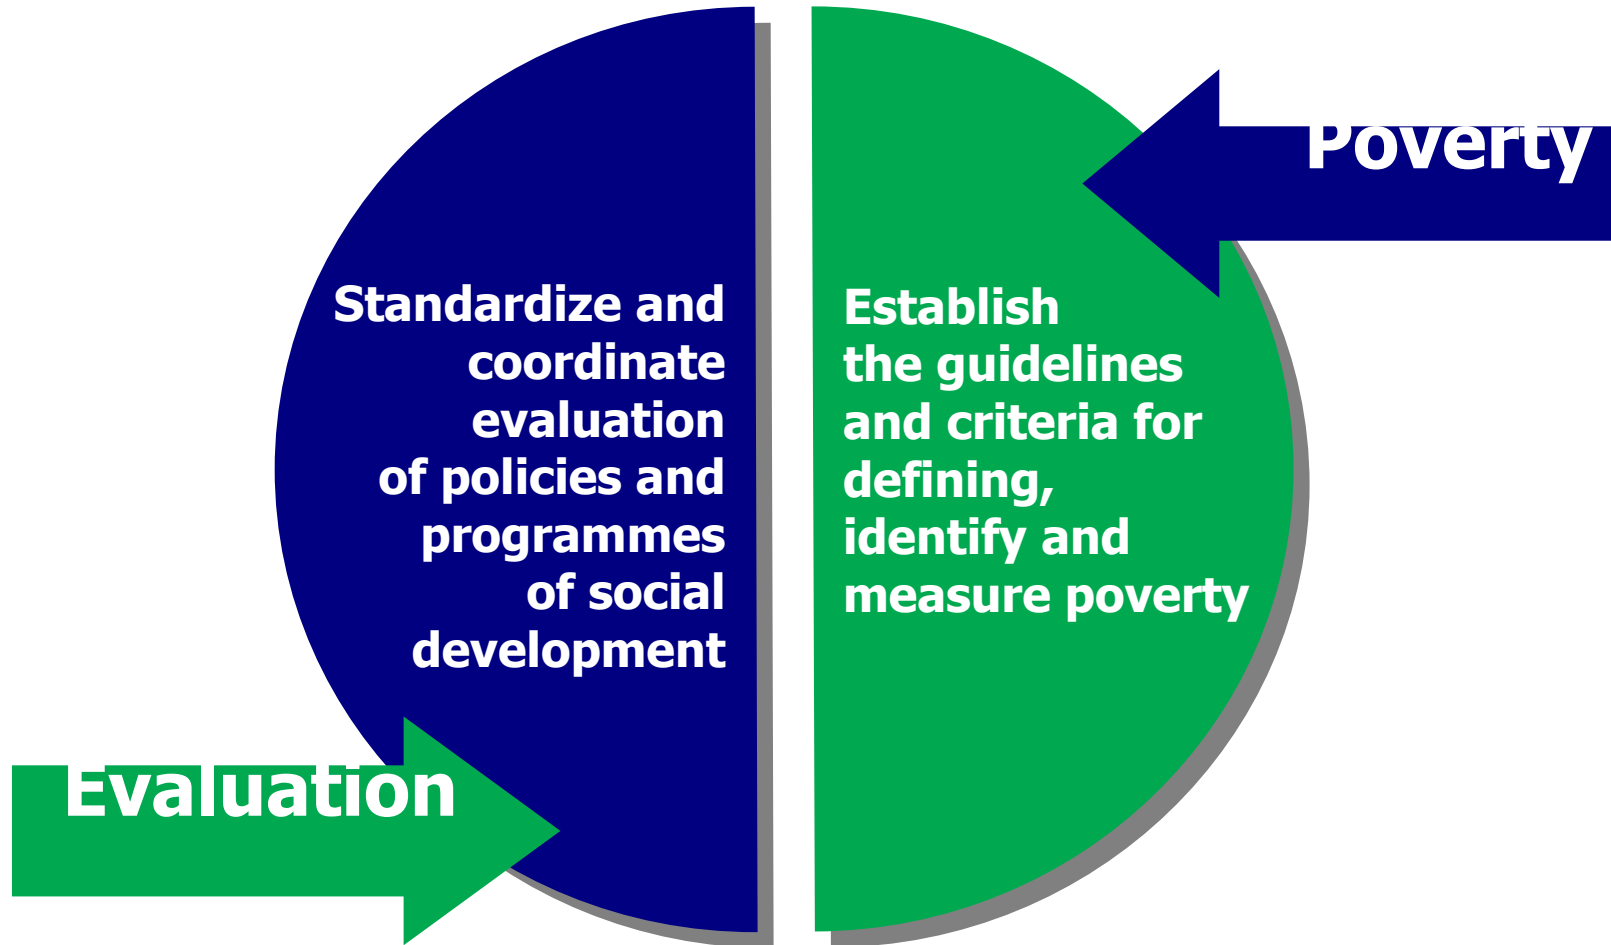 Poverty
Standardize and
coordinate
evaluation
of policies and
programmes
of social
development
Establish
the guidelines
and criteria for
defining,
identify and
measure poverty
Evaluation